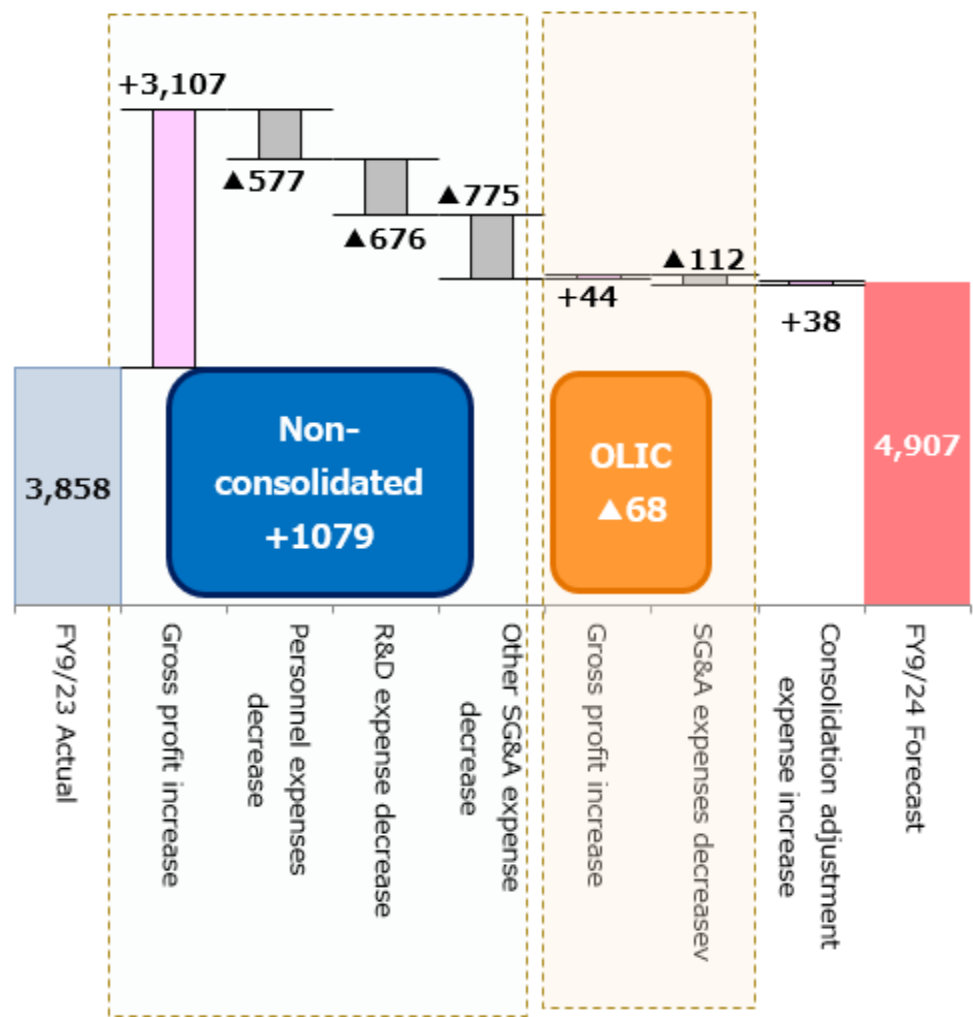 +3,107
▲577
▲676
▲775
+44
▲112
+38
3,858
Non-
consolidated
+1079
OLIC
▲68
4,907
FY9/23 Actual
Gross profit increase
Personnel expenses
decrease
R&D expense decrease
Other SG&A expense
decrease
Gross profit increase
SG&A expenses decreasev
Consolidation adjustment
expense increase
FY9/24 Forecast